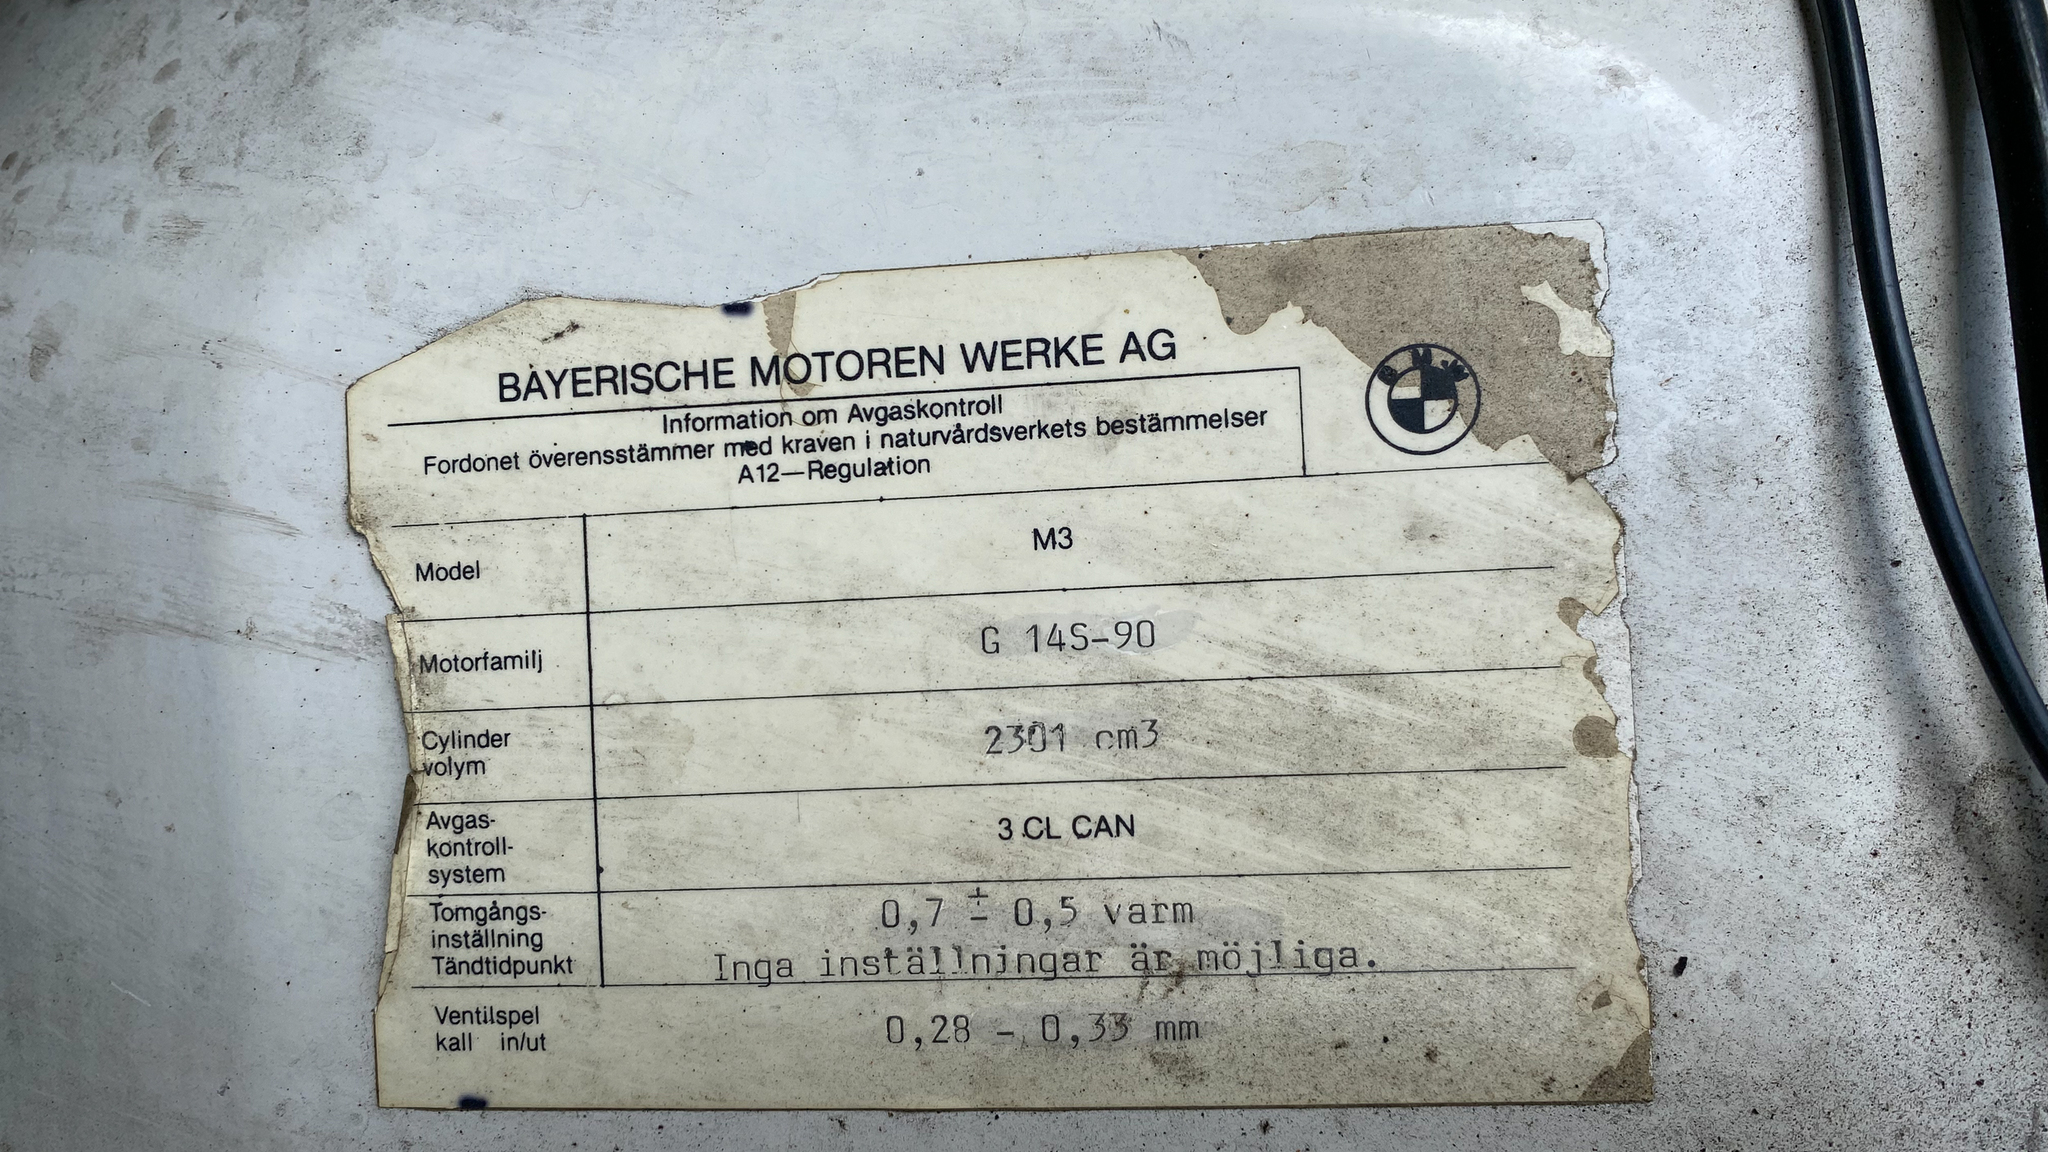 BAYERISCHE MOTOREN WERKE AG
Information om Avgaskontroll
Fordonet överensstämmer med kraven i naturvårdsverkets bestämmelser
A12—Regulation
BMW
Model
M3
Motorfamilj
G 14S-90
Cylinder
volym
2301 cm3
Avgas-
kontroll-
system
3 CL CAN
Tomgångs-
inställning
Tändtidpunkt
0,7 ± 0,5 varm
Inga inställningar är möjliga.
Ventilspel
kall in/ut
0,28 - 0,33 mm